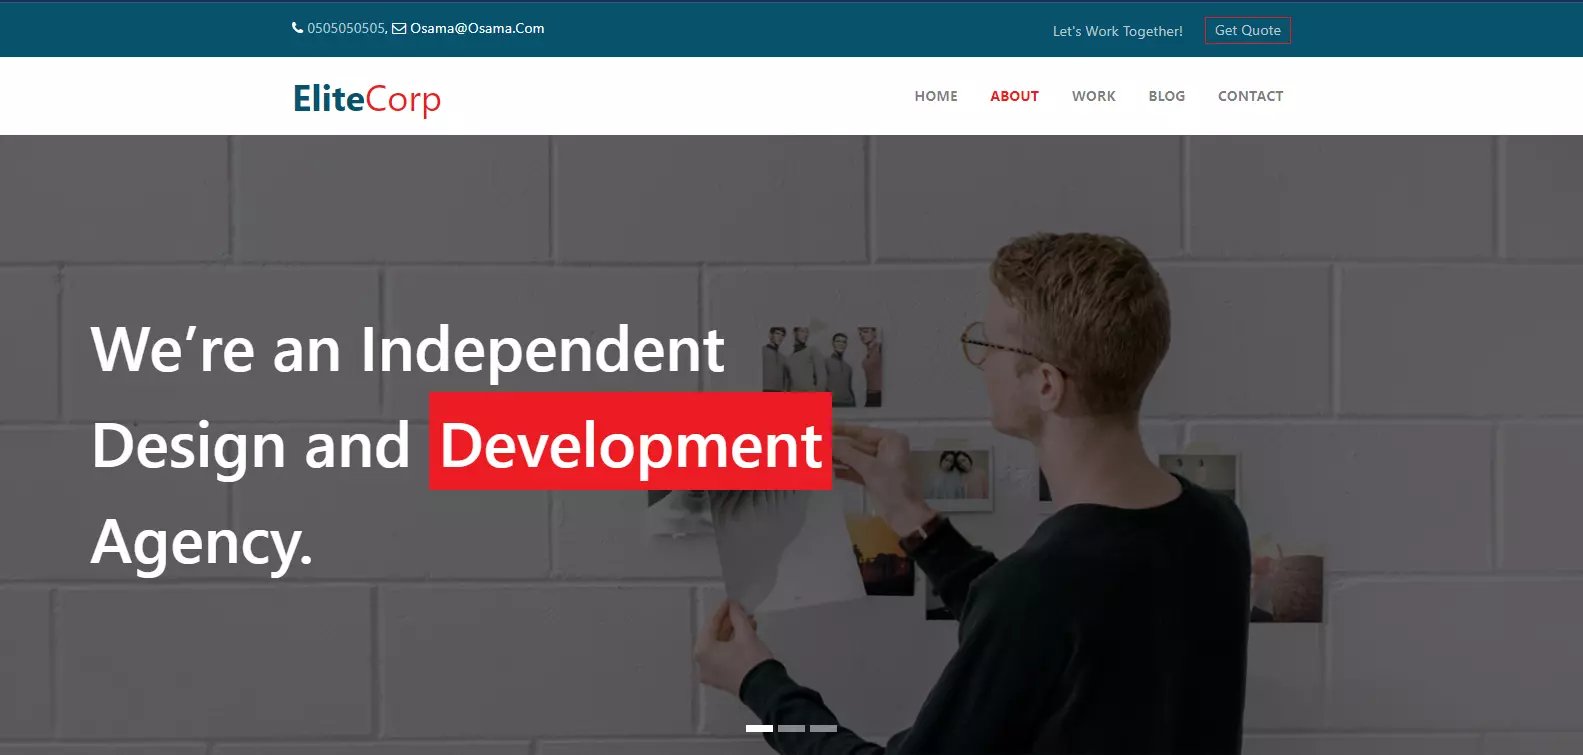 0505050505, Osama@Osama.Com
Let's Work Together! Get Quote
EliteCorp
HOME ABOUT WORK BLOG CONTACT
We’re an Independent
Design and Development
Agency.